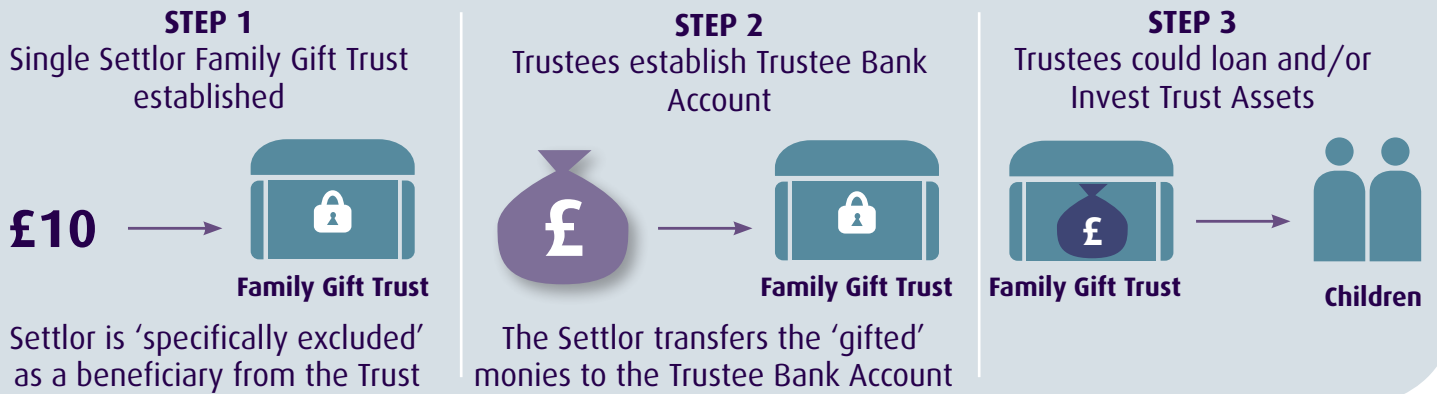 STEP 1
Single Settlor Family Gift Trust
established
£10
Family Gift Trust
Settlor is ‘specifically excluded’
as a beneficiary from the Trust
STEP 2
Trustees establish Trustee Bank
Account
£
Family Gift Trust
The Settlor transfers the ‘gifted’
monies to the Trustee Bank Account
STEP 3
Trustees could loan and/or
Invest Trust Assets
£
Family Gift Trust
Children